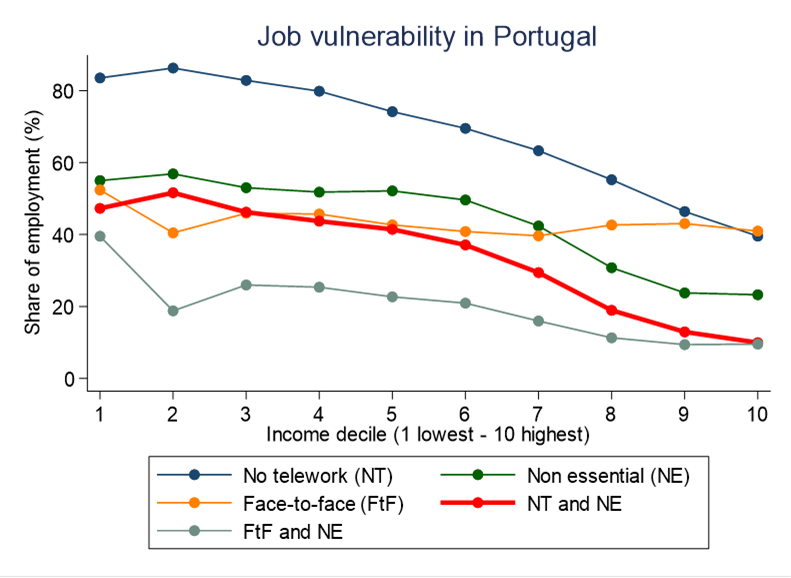 Job vulnerability in Portugal
Share of employment (%)
80
60
40
20
0
1 2 3 4 5 6 7 8 9 10
Income decile (1 lowest - 10 highest)
No telework (NT) Non essential (NE)
Face-to-face (FtF) NT and NE
FtF and NE